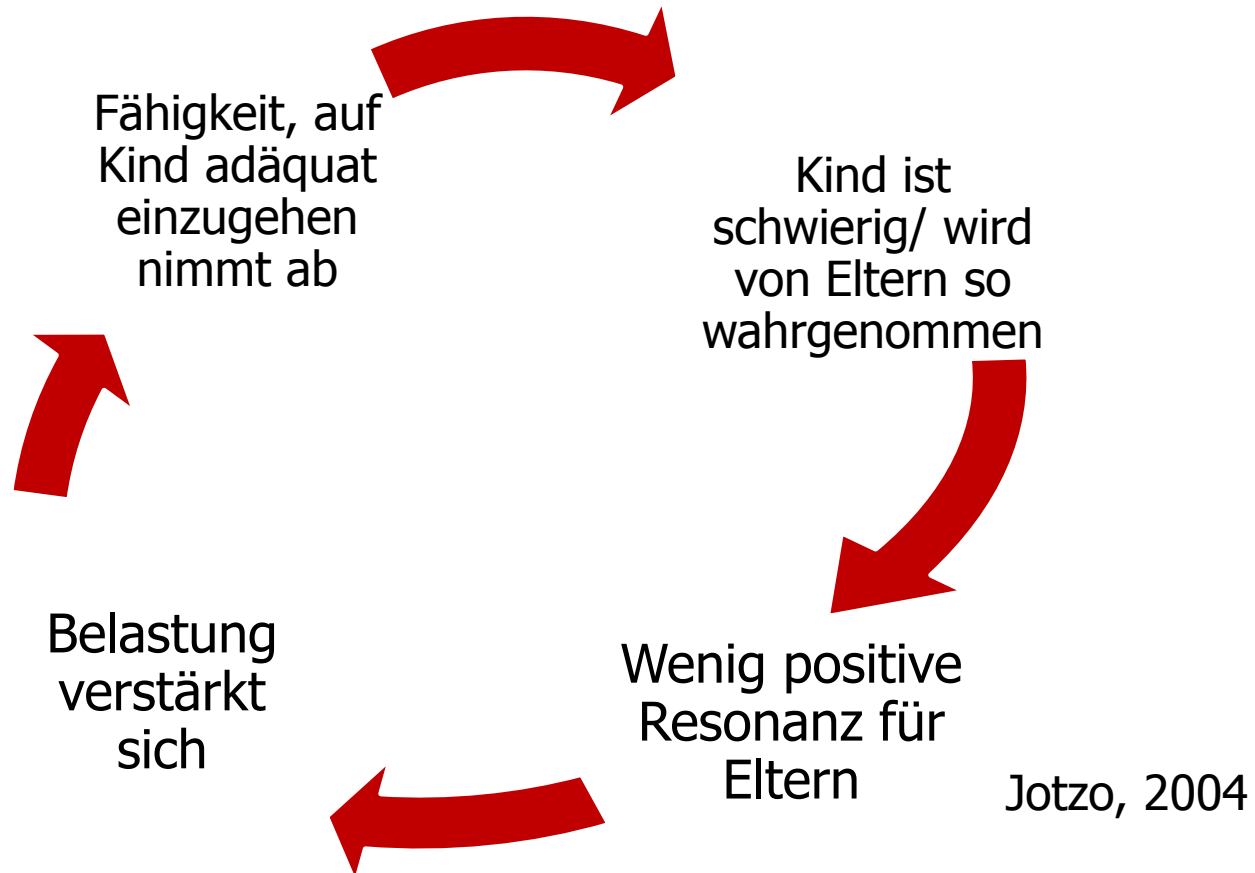 Fähigkeit, auf
Kind adäquat
einzugehen
nimmt ab
Kind ist
schwierig/ wird
von Eltern so
wahrgenommen
Wenig positive
Resonanz für
Eltern
Belastung
verstärkt
sich
Jotzo, 2004